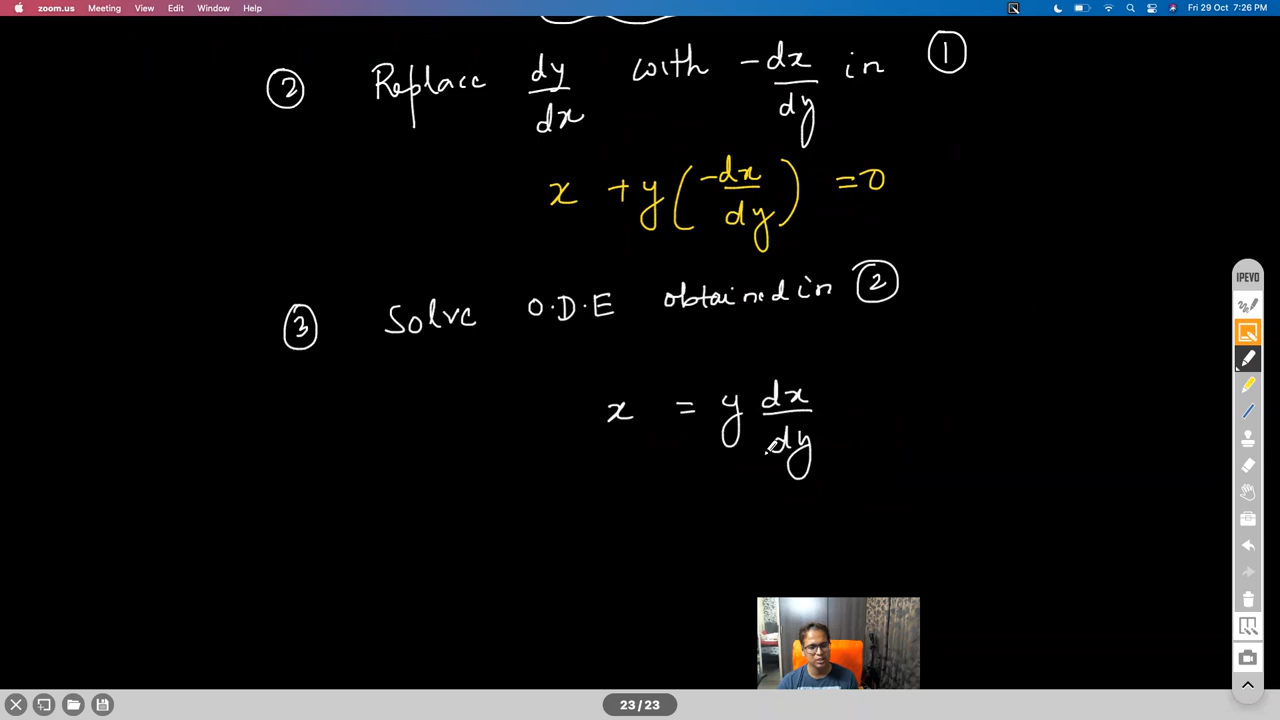 zoom.us Meeting View Edit Window Help Fri 29 Oct 7:26 PM
② Replace dy/dx with -dx/dy in ①
x + y(-dx/dy) = 0
③ Solve O.D.E obtained in ②
x = y dx/dy
IPEVO
23 / 23